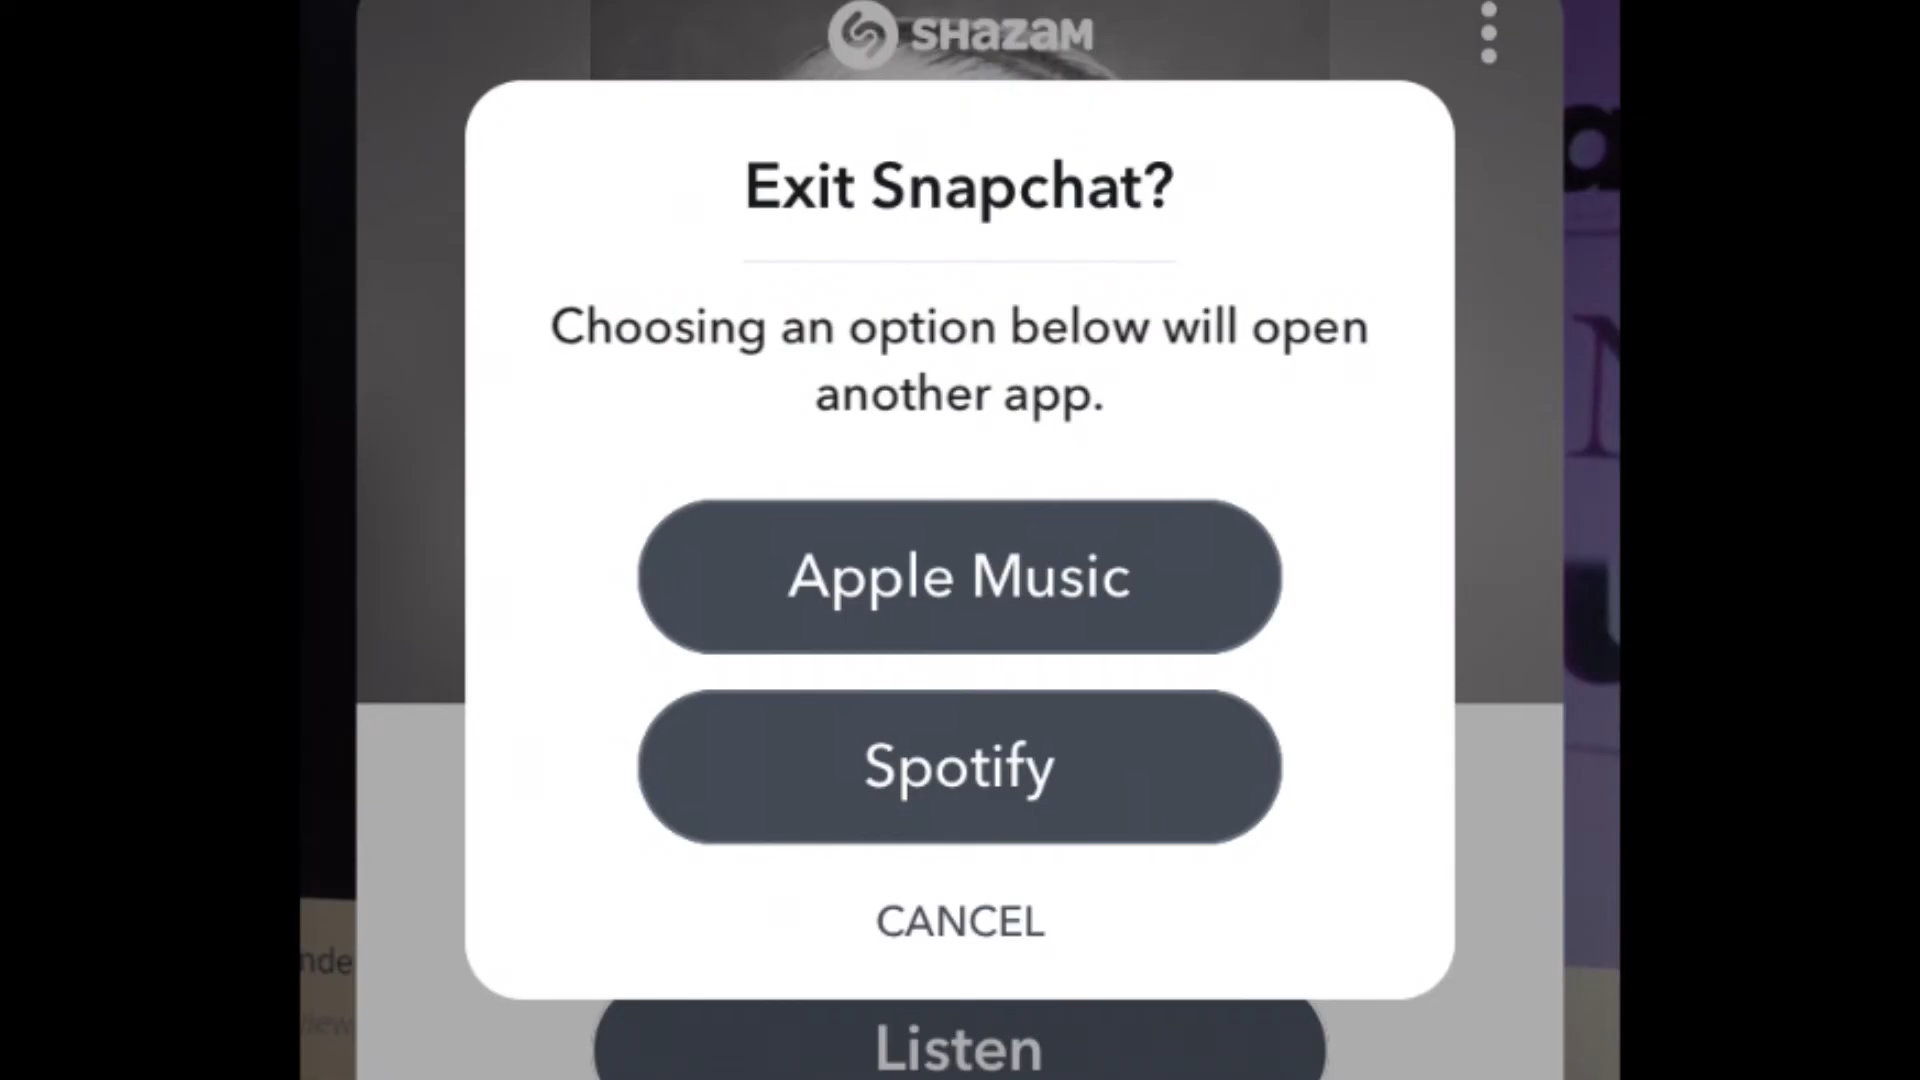 SHAZAM
Exit Snapchat?
Choosing an option below will open
another app.
Apple Music
Spotify
CANCEL
Listen